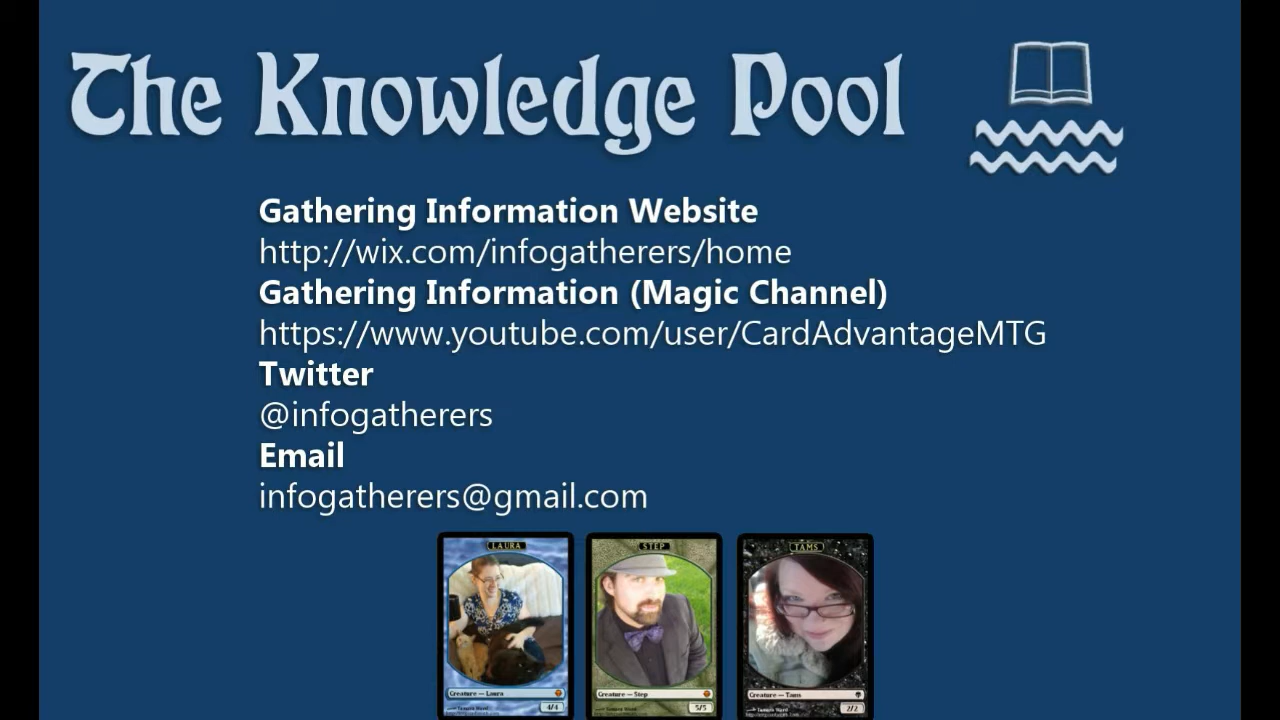 The Knowledge Pool
Gathering Information Website
http://wix.com/infogatherers/home
Gathering Information (Magic Channel)
https://www.youtube.com/user/CardAdvantageMTG
Twitter
@infogatherers
Email
infogatherers@gmail.com
LAURA
STEP
TAMS
Creature — Laura
Creature — Step
Creature — Tams
4/4
5/5
2/2